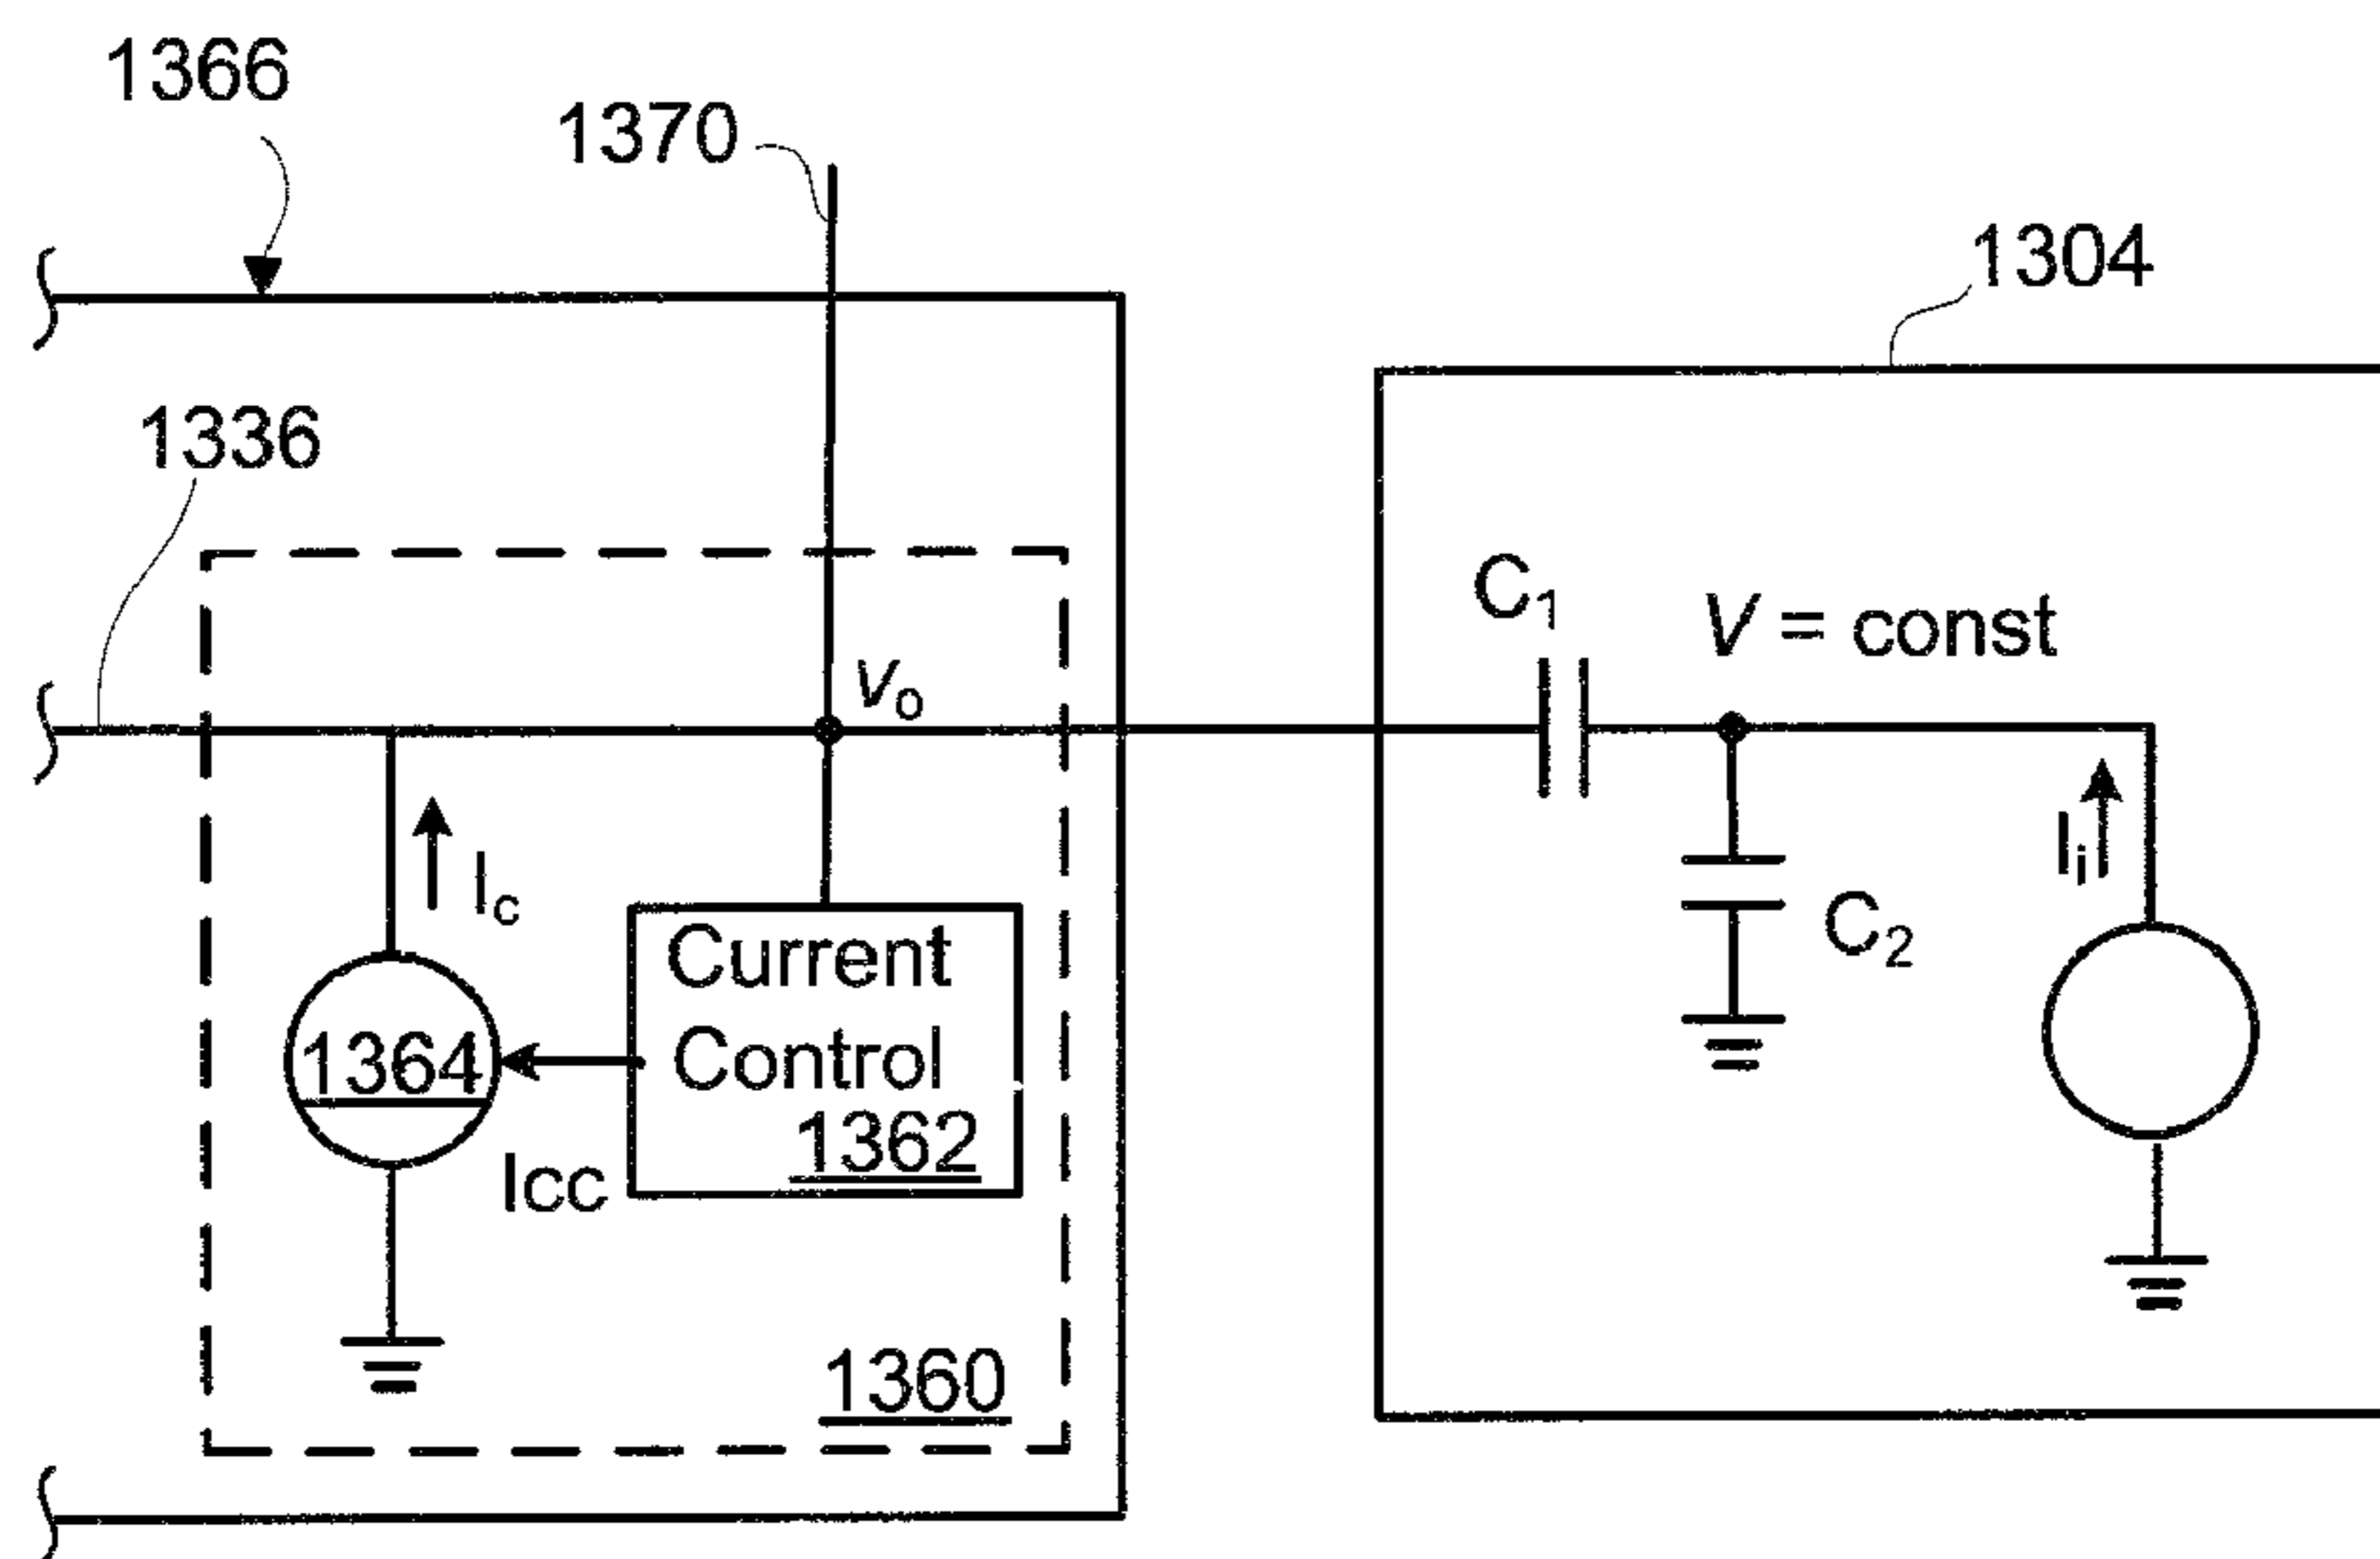 1366
1370
1304
1336
C1
V = const
Vo
Ic
Ii
C2
Current
Control
1364
1362
Icc
1360